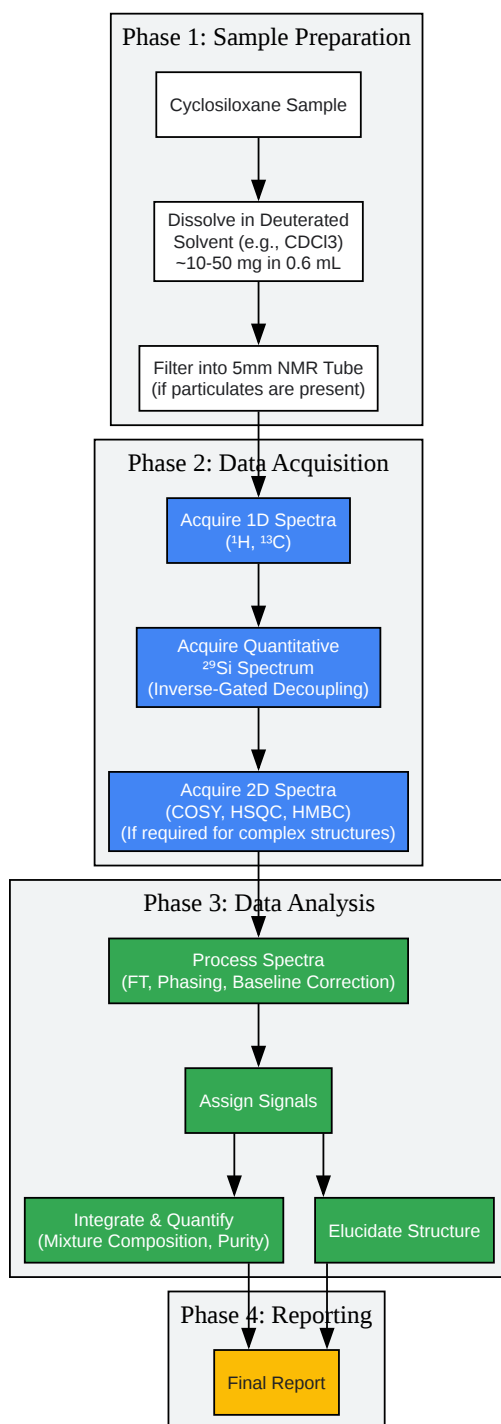 Phase 1: Sample Preparation
Cyclosiloxane Sample
Dissolve in Deuterated
Solvent (e.g., CDCl3)
~10-50 mg in 0.6 mL
Filter into 5mm NMR Tube
(if particulates are present)
Phase 2: Data Acquisition
Acquire 1D Spectra
(¹H, ¹³C)
Acquire Quantitative
²⁹Si Spectrum
(Inverse-Gated Decoupling)
Acquire 2D Spectra
(COSY, HSQC, HMBC)
(If required for complex structures)
Phase 3: Data Analysis
Process Spectra
(FT, Phasing, Baseline Correction)
Assign Signals
Integrate & Quantify
(Mixture Composition, Purity)
Elucidate Structure
Phase 4: Reporting
Final Report